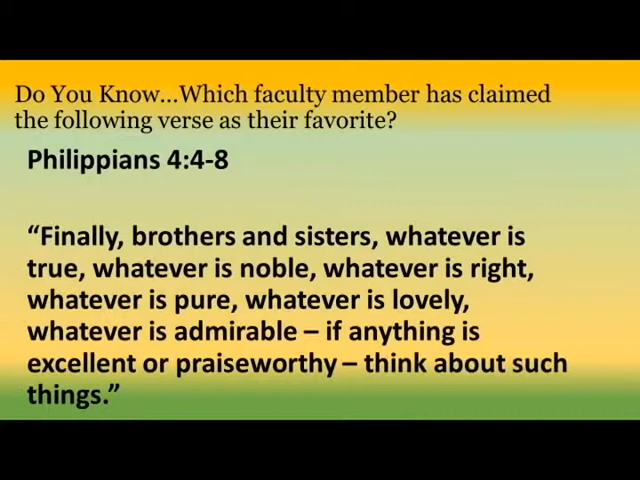 Do You Know...Which faculty member has claimed
the following verse as their favorite?
Philippians 4:4-8
“Finally, brothers and sisters, whatever is
true, whatever is noble, whatever is right,
whatever is pure, whatever is lovely,
whatever is admirable – if anything is
excellent or praiseworthy – think about such
things.”